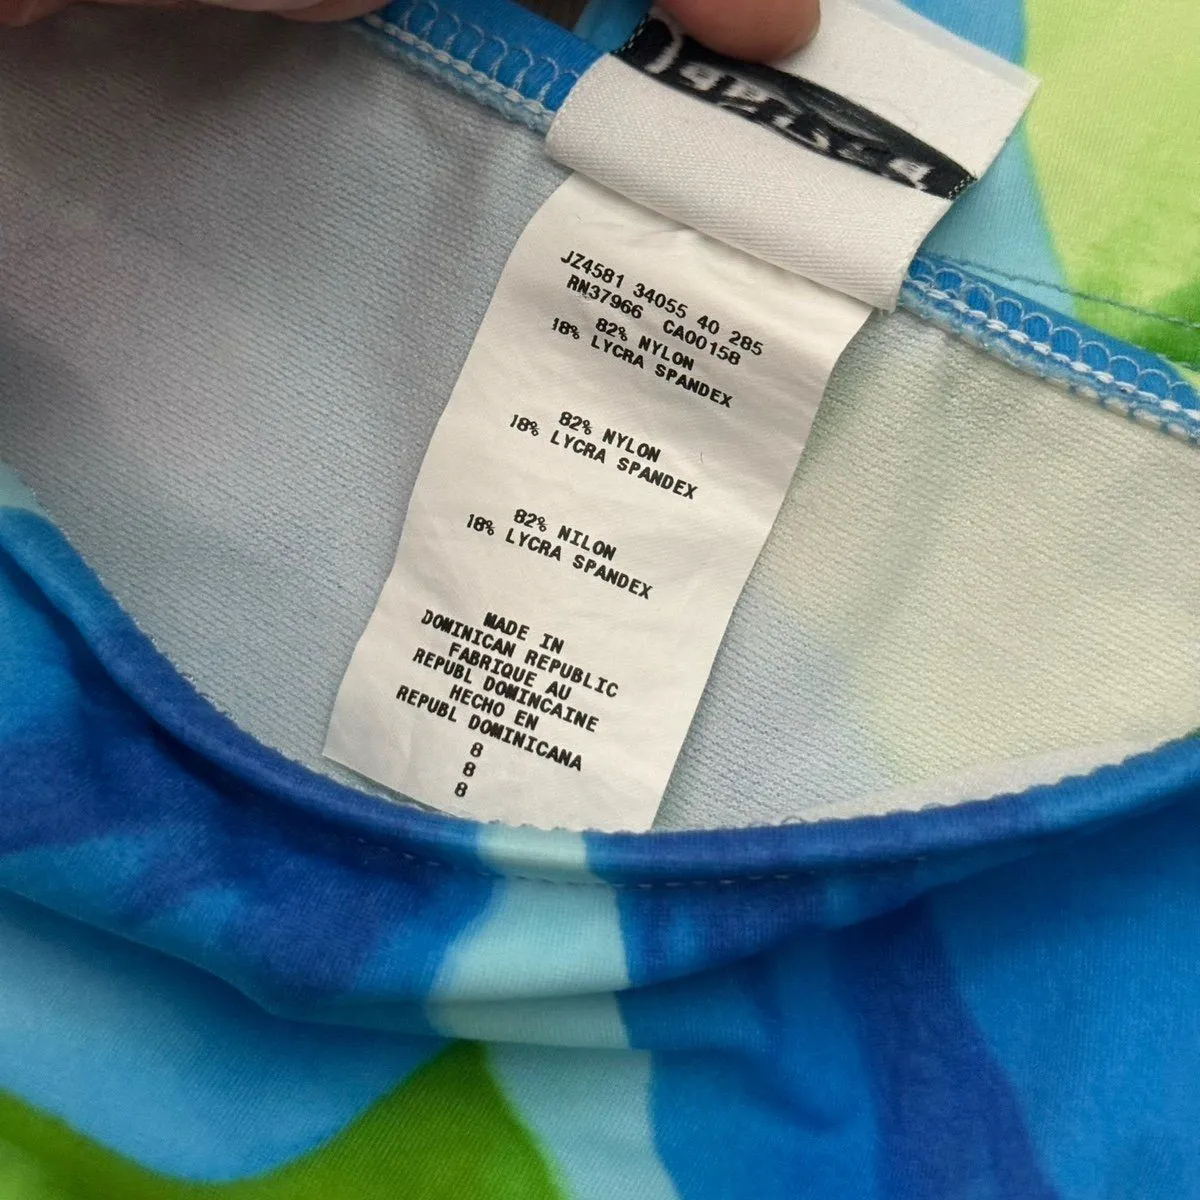 JZ4581 34055 40 285
RN37966 CA00158
82% NYLON
18% LYCRA SPANDEX
82% NYLON
18% LYCRA SPANDEX
82% NILON
18% LYCRA SPANDEX
MADE IN
DOMINICAN REPUBLIC
FABRIQUE AU
REPUBL DOMINCAINE
HECHO EN
REPUBL DOMINICANA
8
8
8